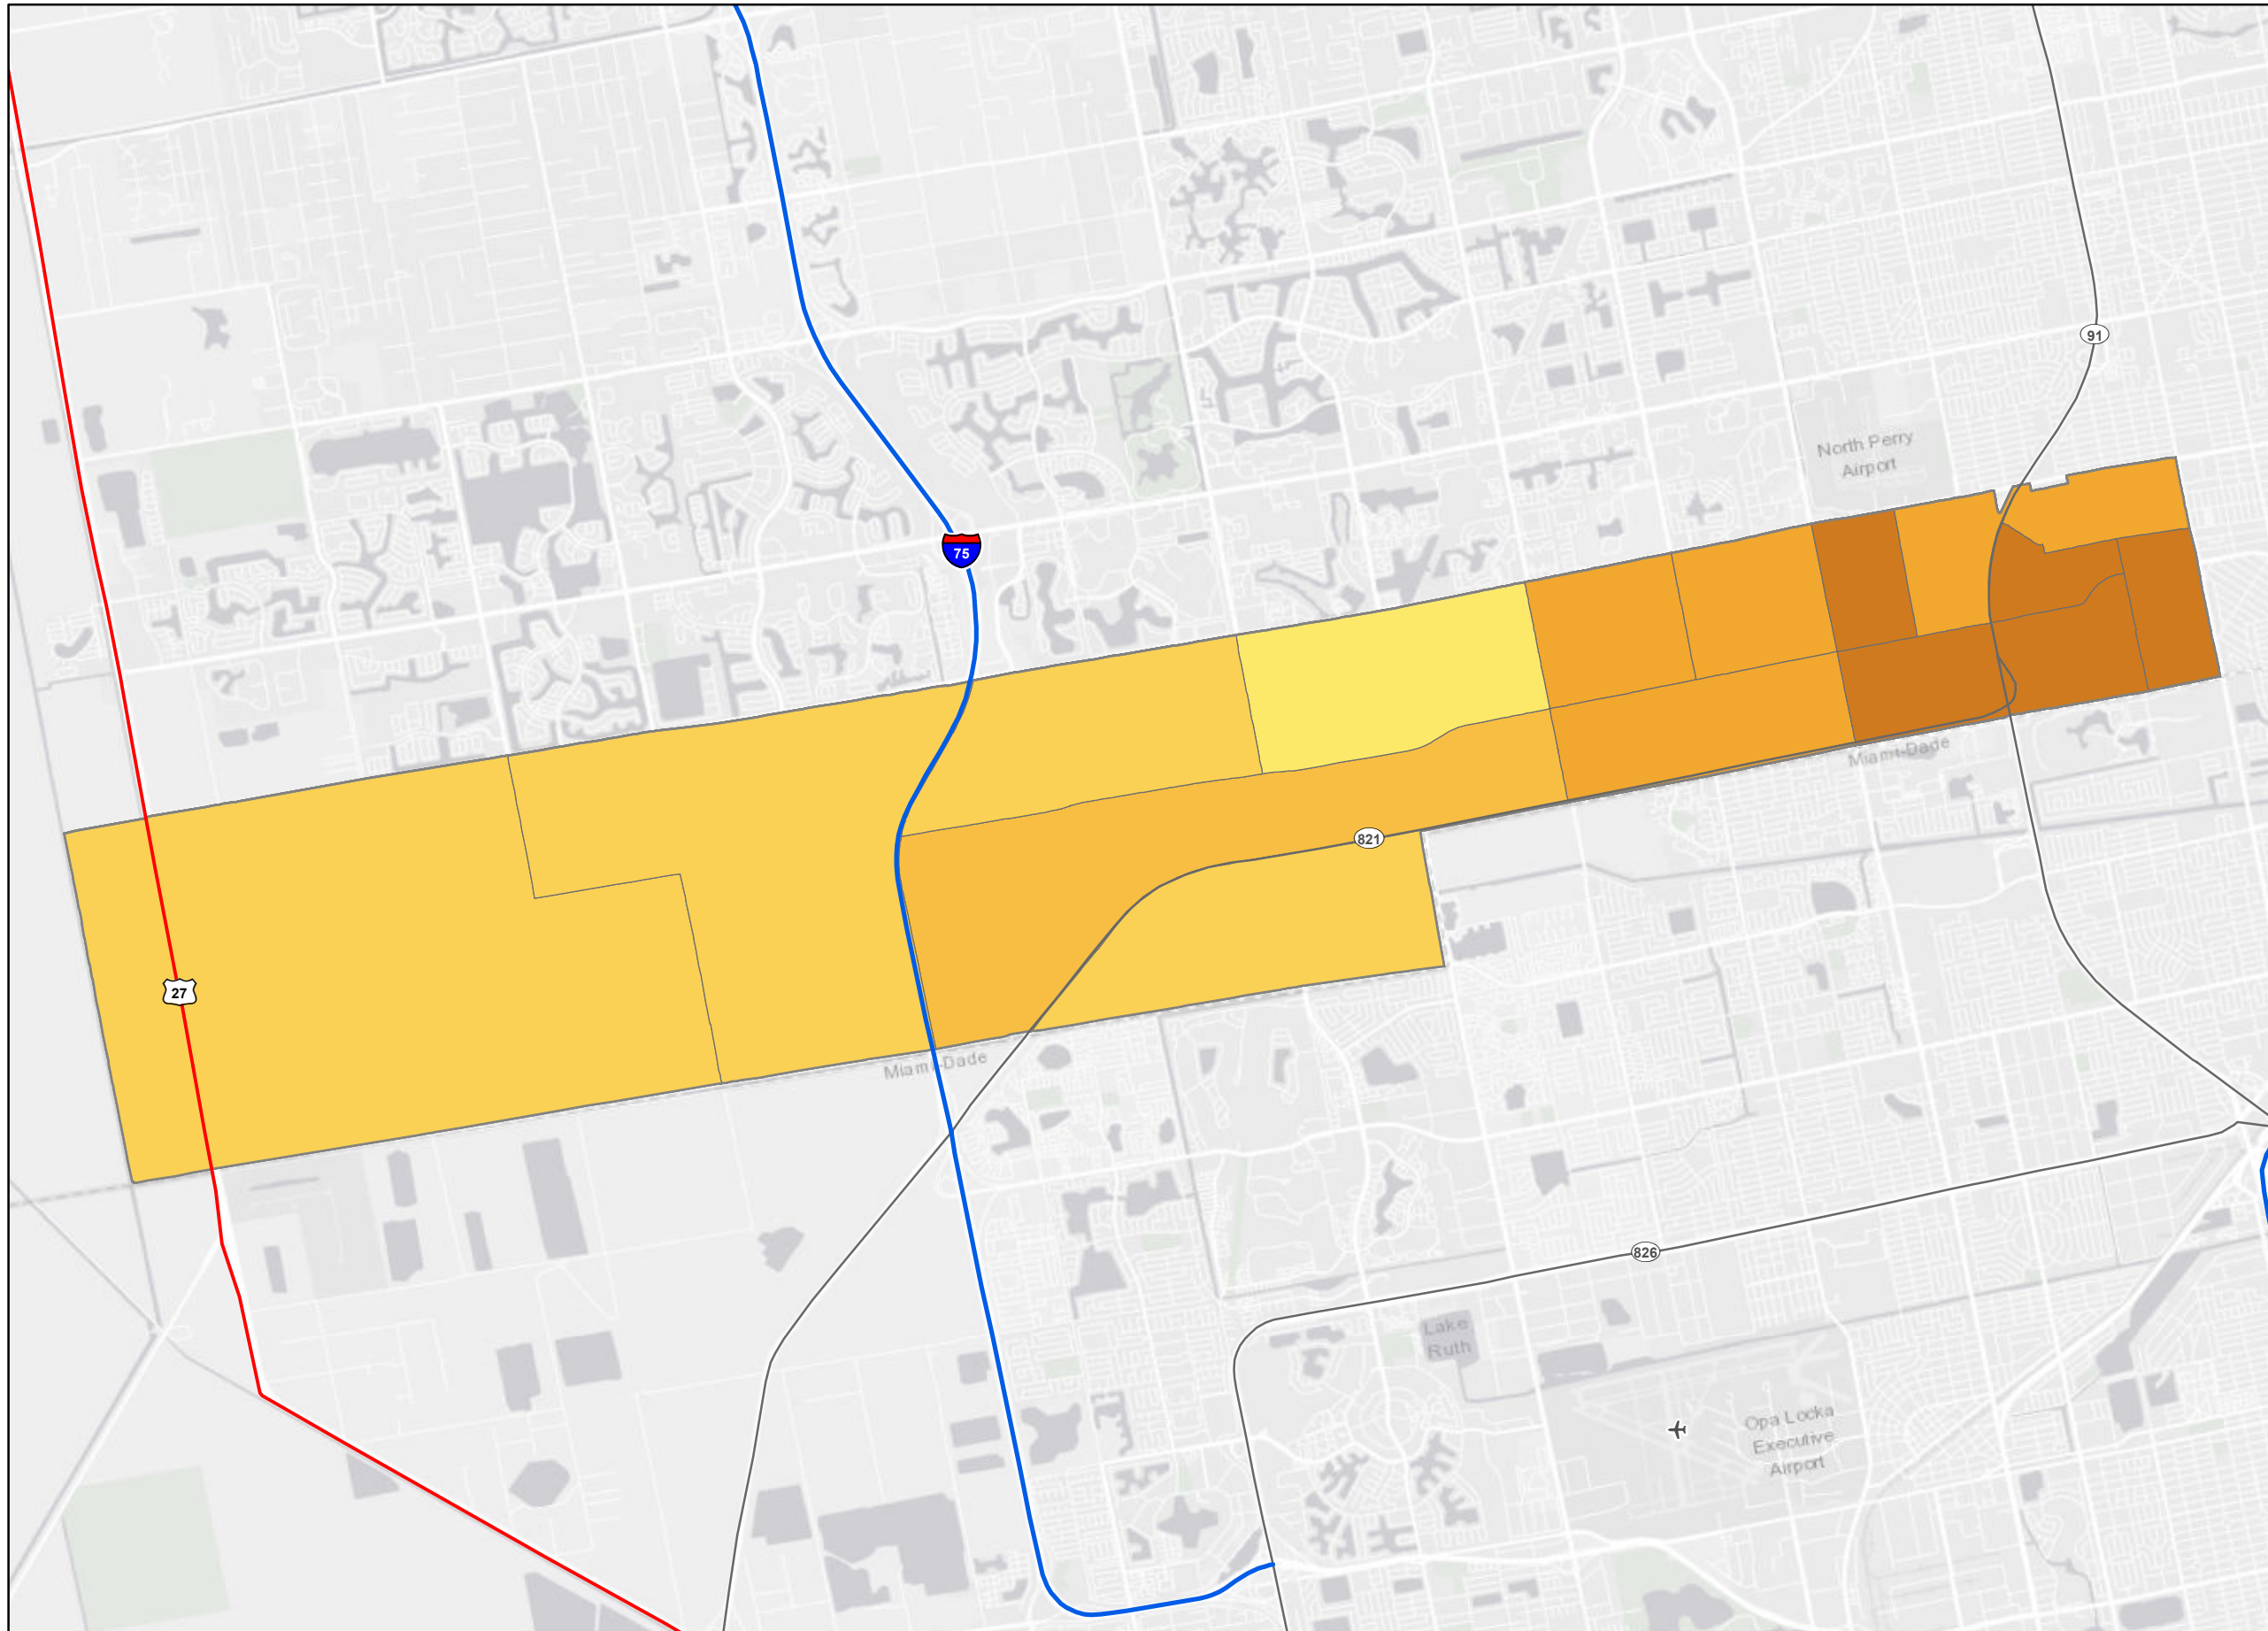 91
North Perry
Airport
75
Miami-Dade
821
27
Miami-Dade
826
Lake
Ruth
Opa Locka
Executive
Airport